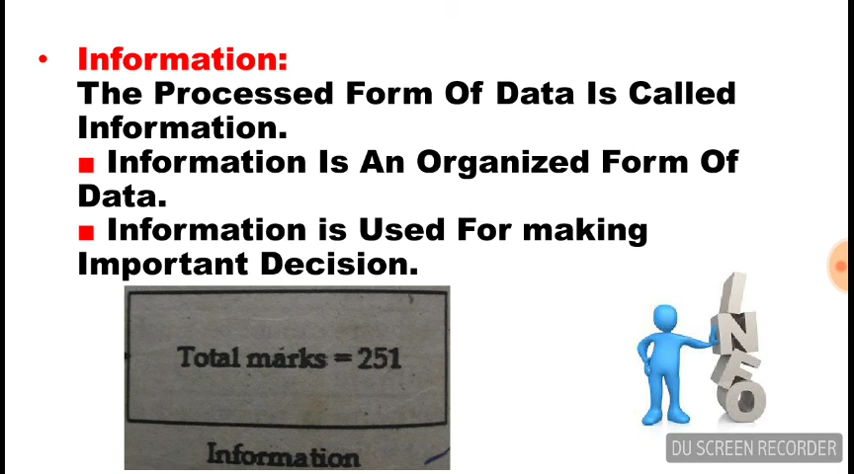 • Information:
The Processed Form Of Data Is Called
Information.
■ Information Is An Organized Form Of
Data.
■ Information is Used For making
Important Decision.
Total marks = 251
Information
INFO
DU SCREEN RECORDER